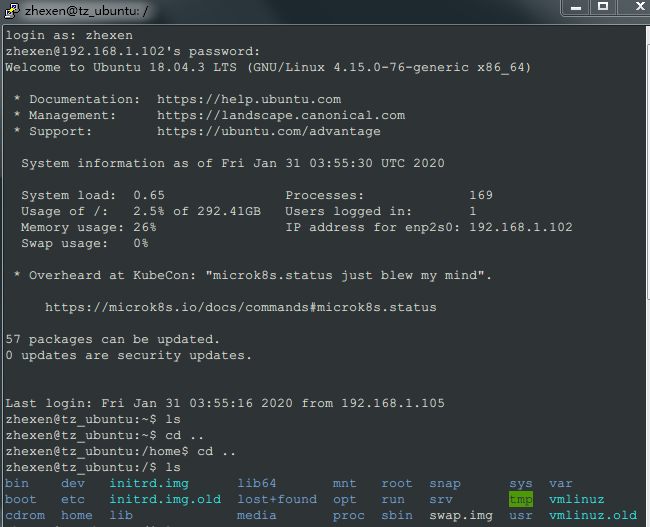 zhexen@tz_ubuntu: /
login as: zhexen
zhexen@192.168.1.102's password:
Welcome to Ubuntu 18.04.3 LTS (GNU/Linux 4.15.0-76-generic x86_64)
* Documentation:  https://help.ubuntu.com
* Management:     https://landscape.canonical.com
* Support:        https://ubuntu.com/advantage
System information as of Fri Jan 31 03:55:30 UTC 2020
System load:  0.65              Processes:             169
Usage of /:   2.5% of 292.41GB   Users logged in:       1
Memory usage: 26%               IP address for enp2s0: 192.168.1.102
Swap usage:   0%
* Overheard at KubeCon: "microk8s.status just blew my mind".
https://microk8s.io/docs/commands#microk8s.status
57 packages can be updated.
0 updates are security updates.
Last login: Fri Jan 31 03:55:16 2020 from 192.168.1.105
zhexen@tz_ubuntu:~$ ls
zhexen@tz_ubuntu:~$ cd ..
zhexen@tz_ubuntu:/home$ cd ..
zhexen@tz_ubuntu:/$ ls
bin    dev   initrd.img      lib64       mnt   root  snap      sys  var
boot   etc   initrd.img.old  lost+found  opt   run   srv       tmp  vmlinuz
cdrom  home  lib             media       proc  sbin  swap.img  usr  vmlinuz.old